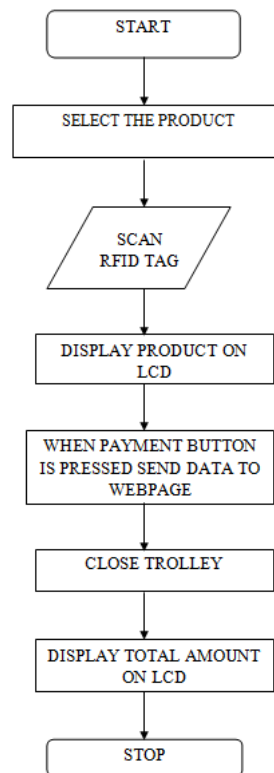 START
SELECT THE PRODUCT
SCAN
RFID TAG
DISPLAY PRODUCT ON
LCD
WHEN PAYMENT BUTTON
IS PRESSED SEND DATA TO
WEBPAGE
CLOSE TROLLEY
DISPLAY TOTAL AMOUNT
ON LCD
STOP